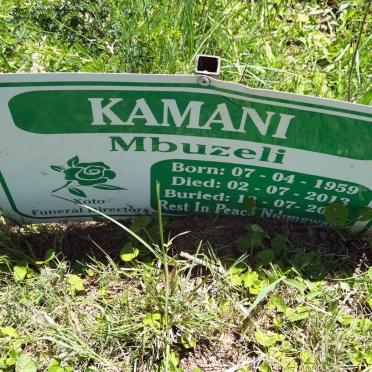 KAMANI
Mbuzeli
Born: 07 - 04 - 1959
Died: 02 - 07 - 2013
Xoto
Funeral Directors
Rest In Peace